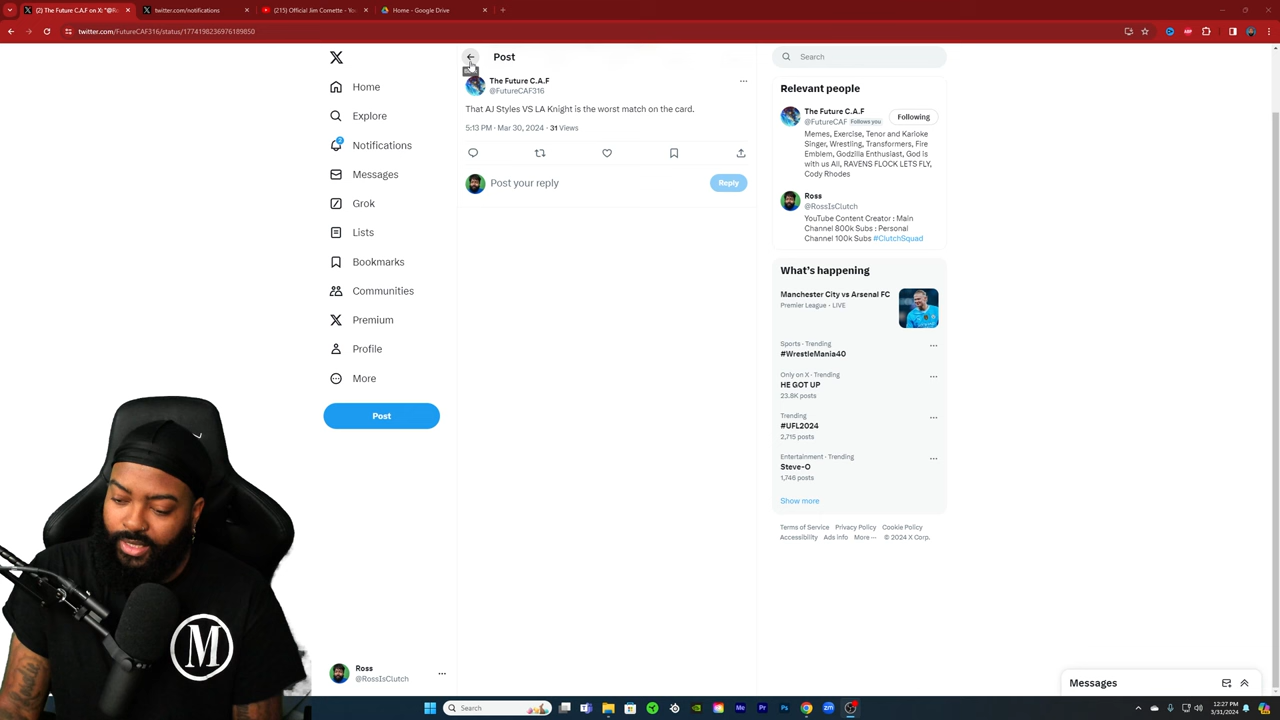 (2) The Future C.A.F on X: "@Ro
twitter.com/notifications
(215) Official Jim Cornette - Yo
Home - Google Drive
twitter.com/FutureCAF316/status/1774198236976189850
Post
Search
Home
Explore
2
Notifications
Messages
Grok
Lists
Bookmarks
Communities
Premium
Profile
More
Post
The Future C.A.F
@FutureCAF316
That AJ Styles VS LA Knight is the worst match on the card.
5:13 PM · Mar 30, 2024 · 31 Views
Post your reply
Reply
Relevant people
The Future C.A.F
@FutureCAF Follows you
Following
Memes, Exercise, Tenor and Karioke
Singer, Wrestling, Transformers, Fire
Emblem, Godzilla Enthusiast, God is
with us All, RAVENS FLOCK LETS FLY,
Cody Rhodes
Ross
@RossIsClutch
YouTube Content Creator : Main
Channel 800k Subs : Personal
Channel 100k Subs #ClutchSquad
What's happening
Manchester City vs Arsenal FC
Premier League · LIVE
Sports · Trending
#WrestleMania40
Only on X · Trending
HE GOT UP
23.8K posts
Trending
#UFL2024
2,715 posts
Entertainment · Trending
Steve-O
1,746 posts
Show more
Terms of Service Privacy Policy Cookie Policy
Accessibility Ads info More ··· © 2024 X Corp.
M
Ross
@RossIsClutch
Messages
Search
Me
Pr
Ps
zm
12:27 PM
3/31/2024